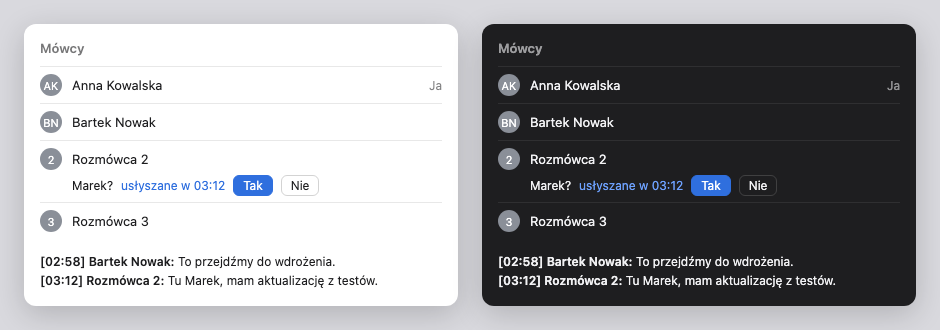 Mówcy
AK Anna Kowalska Ja
BN Bartek Nowak
2 Rozmówca 2
Marek? usłyszane w 03:12 Tak Nie
3 Rozmówca 3
[02:58] Bartek Nowak: To przejdźmy do wdrożenia.
[03:12] Rozmówca 2: Tu Marek, mam aktualizację z testów.
Mówcy
AK Anna Kowalska Ja
BN Bartek Nowak
2 Rozmówca 2
Marek? usłyszane w 03:12 Tak Nie
3 Rozmówca 3
[02:58] Bartek Nowak: To przejdźmy do wdrożenia.
[03:12] Rozmówca 2: Tu Marek, mam aktualizację z testów.